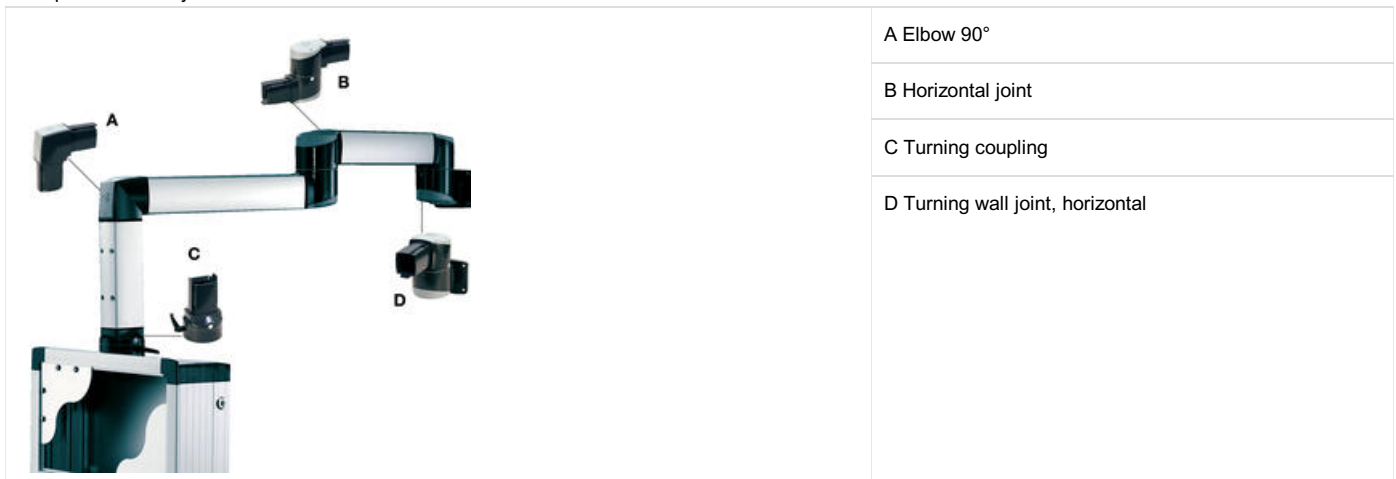 A Elbow 90°
B
B Horizontal joint
A
C Turning coupling
D Turning wall joint, horizontal
C
D